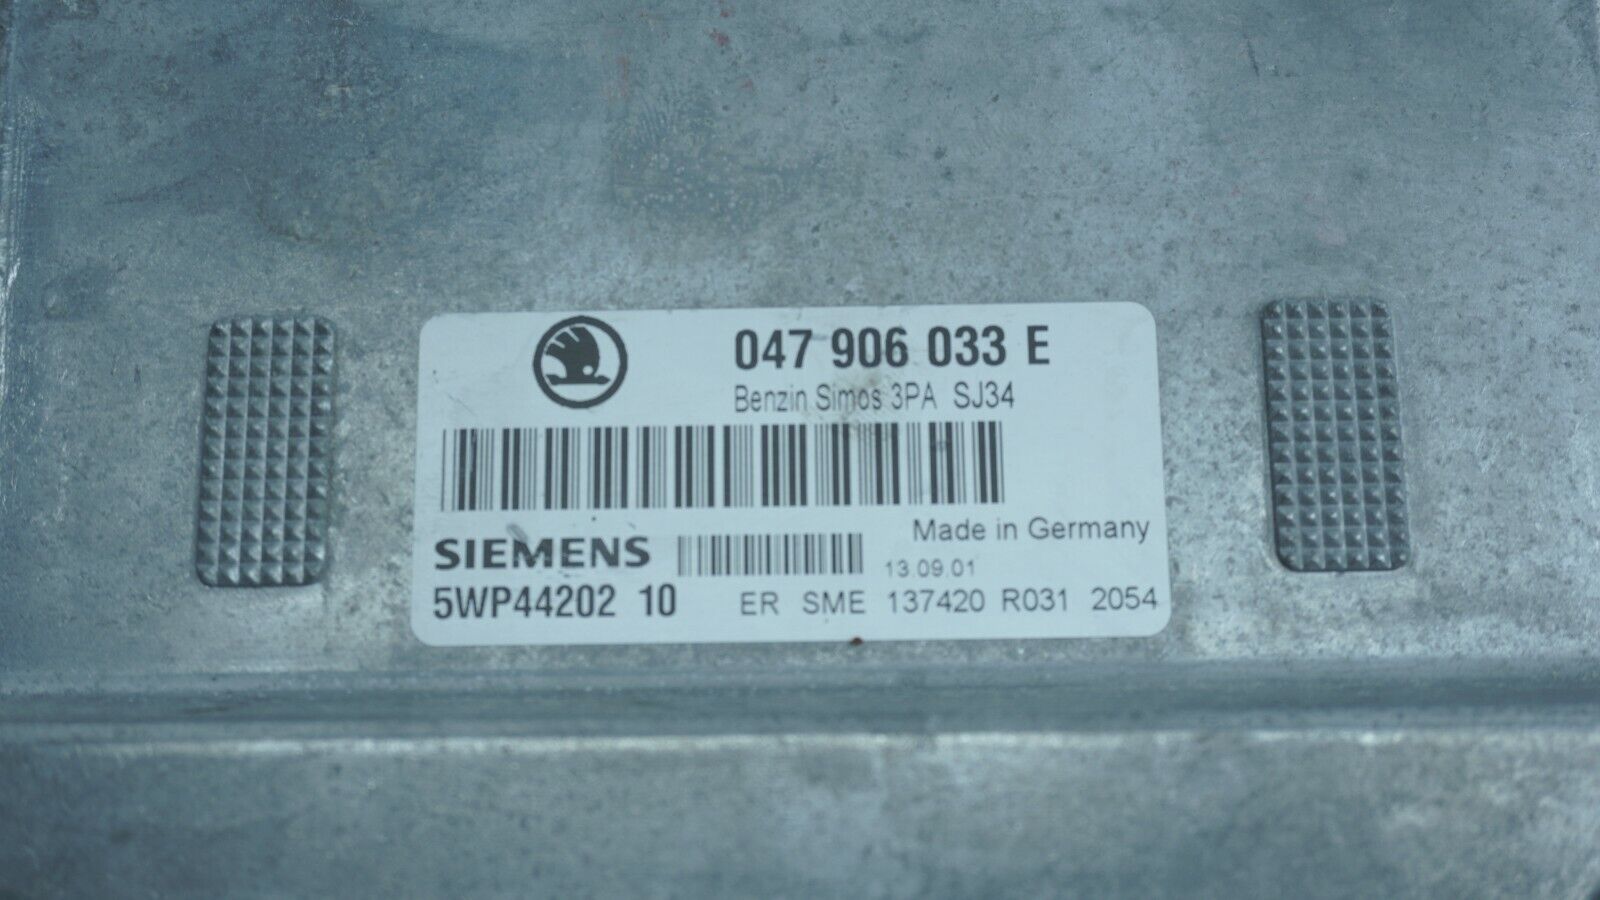 047 906 033 E
Benzin Simos 3PA SJ34
Made in Germany
SIEMENS
13.09.01
5WP44202 10 ER SME 137420 R031 2054